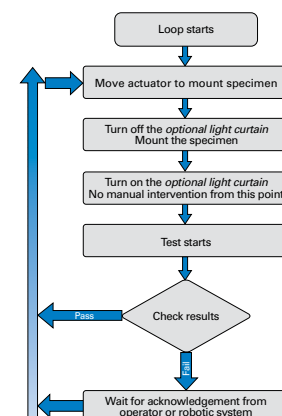 Loop starts
Move actuator to mount specimen
Turn off the optional light curtain
Mount the specimen
Turn on the optional light curtain
No manual intervention from this point
Test starts
Check results
Pass
Fail
Wait for acknowledgement from
operator or robotic system